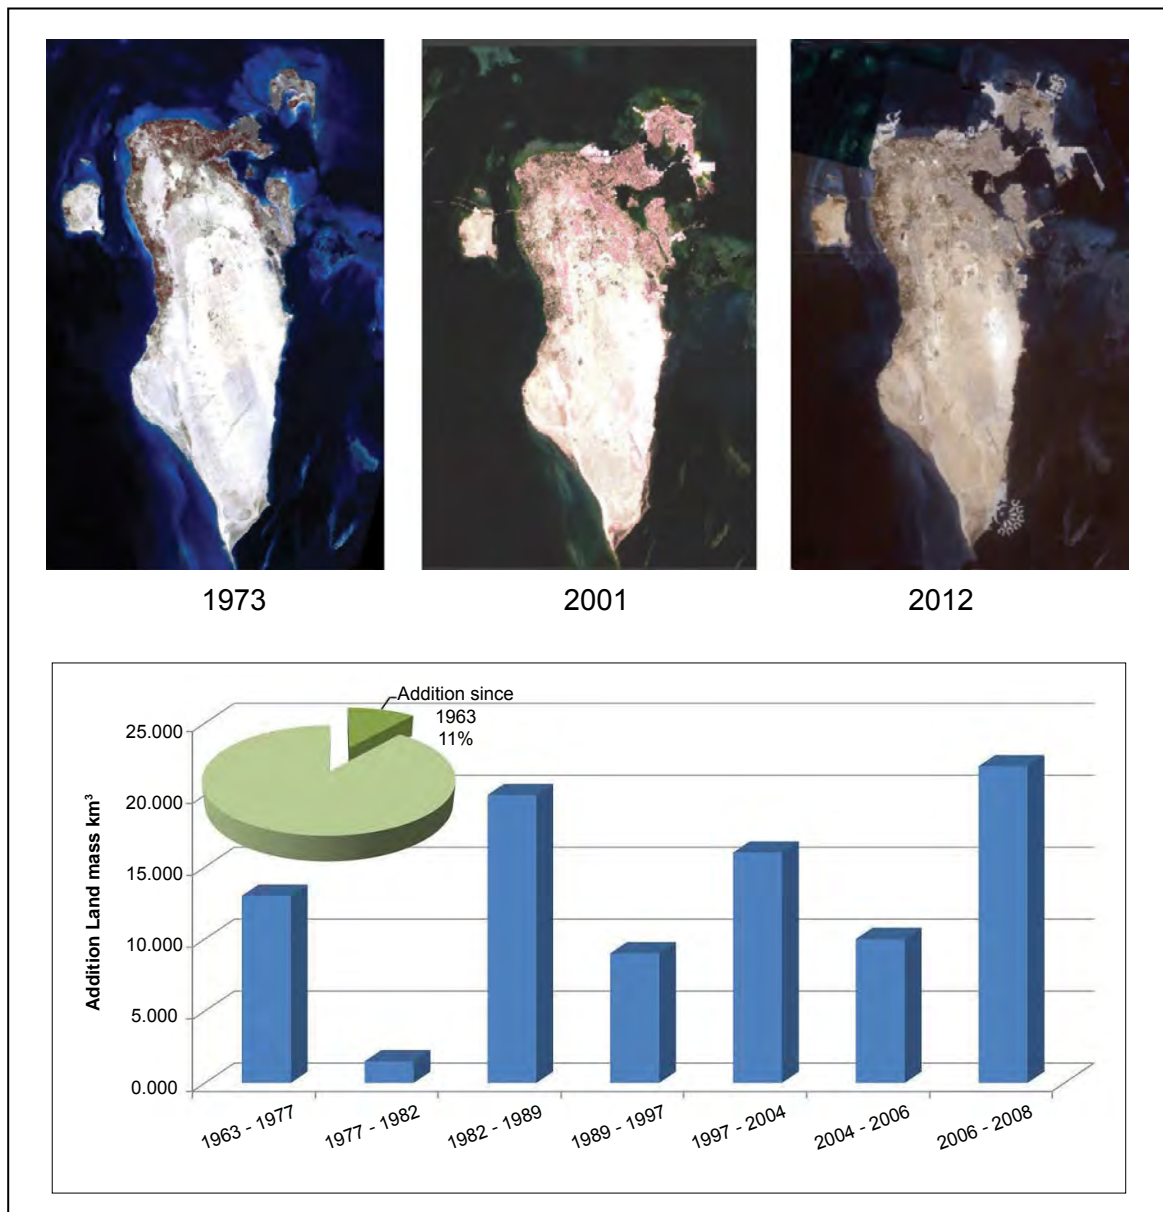 1973
2001
2012
Addition since
1963
11%
Addition Land mass km³
25.000
20.000
15.000
10.000
5.000
0.000
1963 - 1977
1977 - 1982
1982 - 1989
1989 - 1997
1997 - 2004
2004 - 2006
2006 - 2008